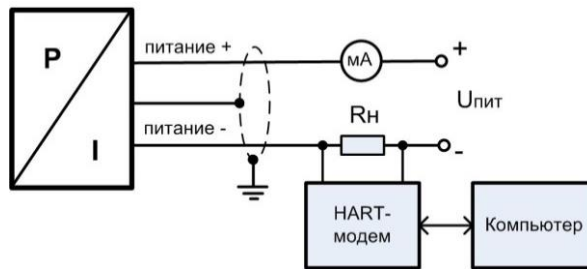 P
I
питание +
питание -
мА
+
Uпит
-
Rн
HART-
модем
Компьютер